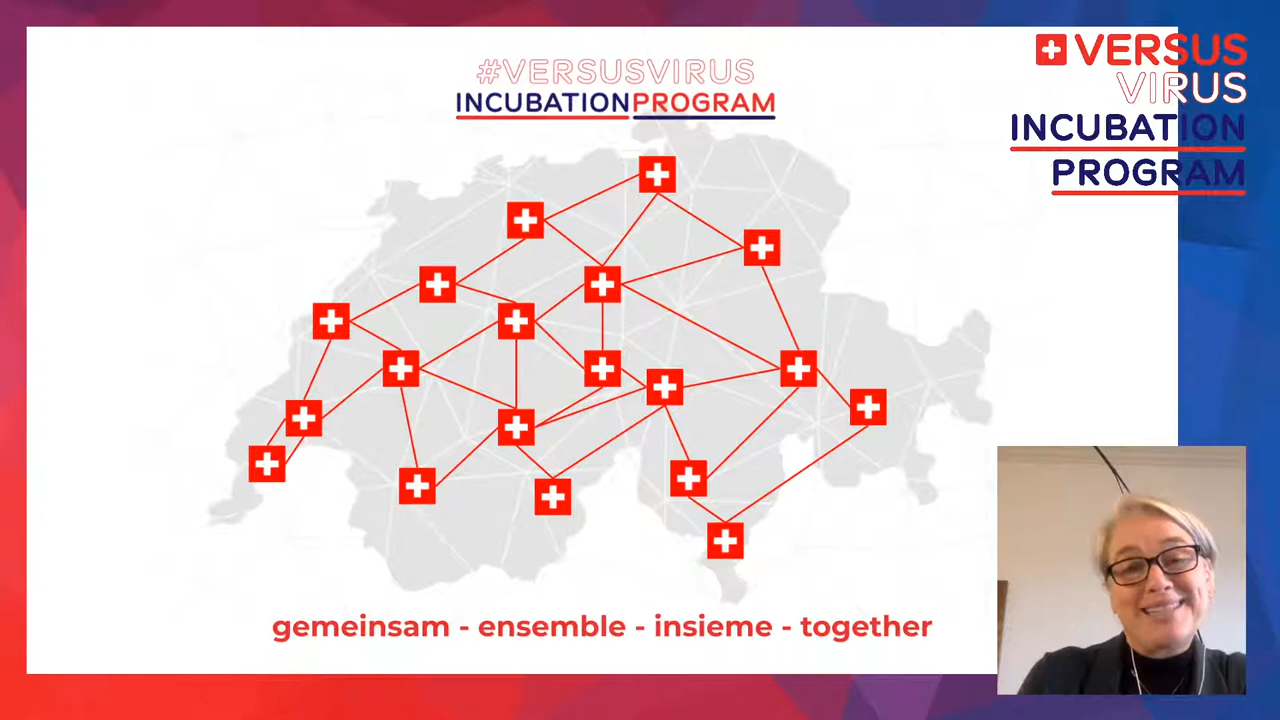 #VERSUSVIRUS
INCUBATIONPROGRAM
VERSUS
VIRUS
INCUBATION
PROGRAM
gemeinsam - ensemble - insieme - together